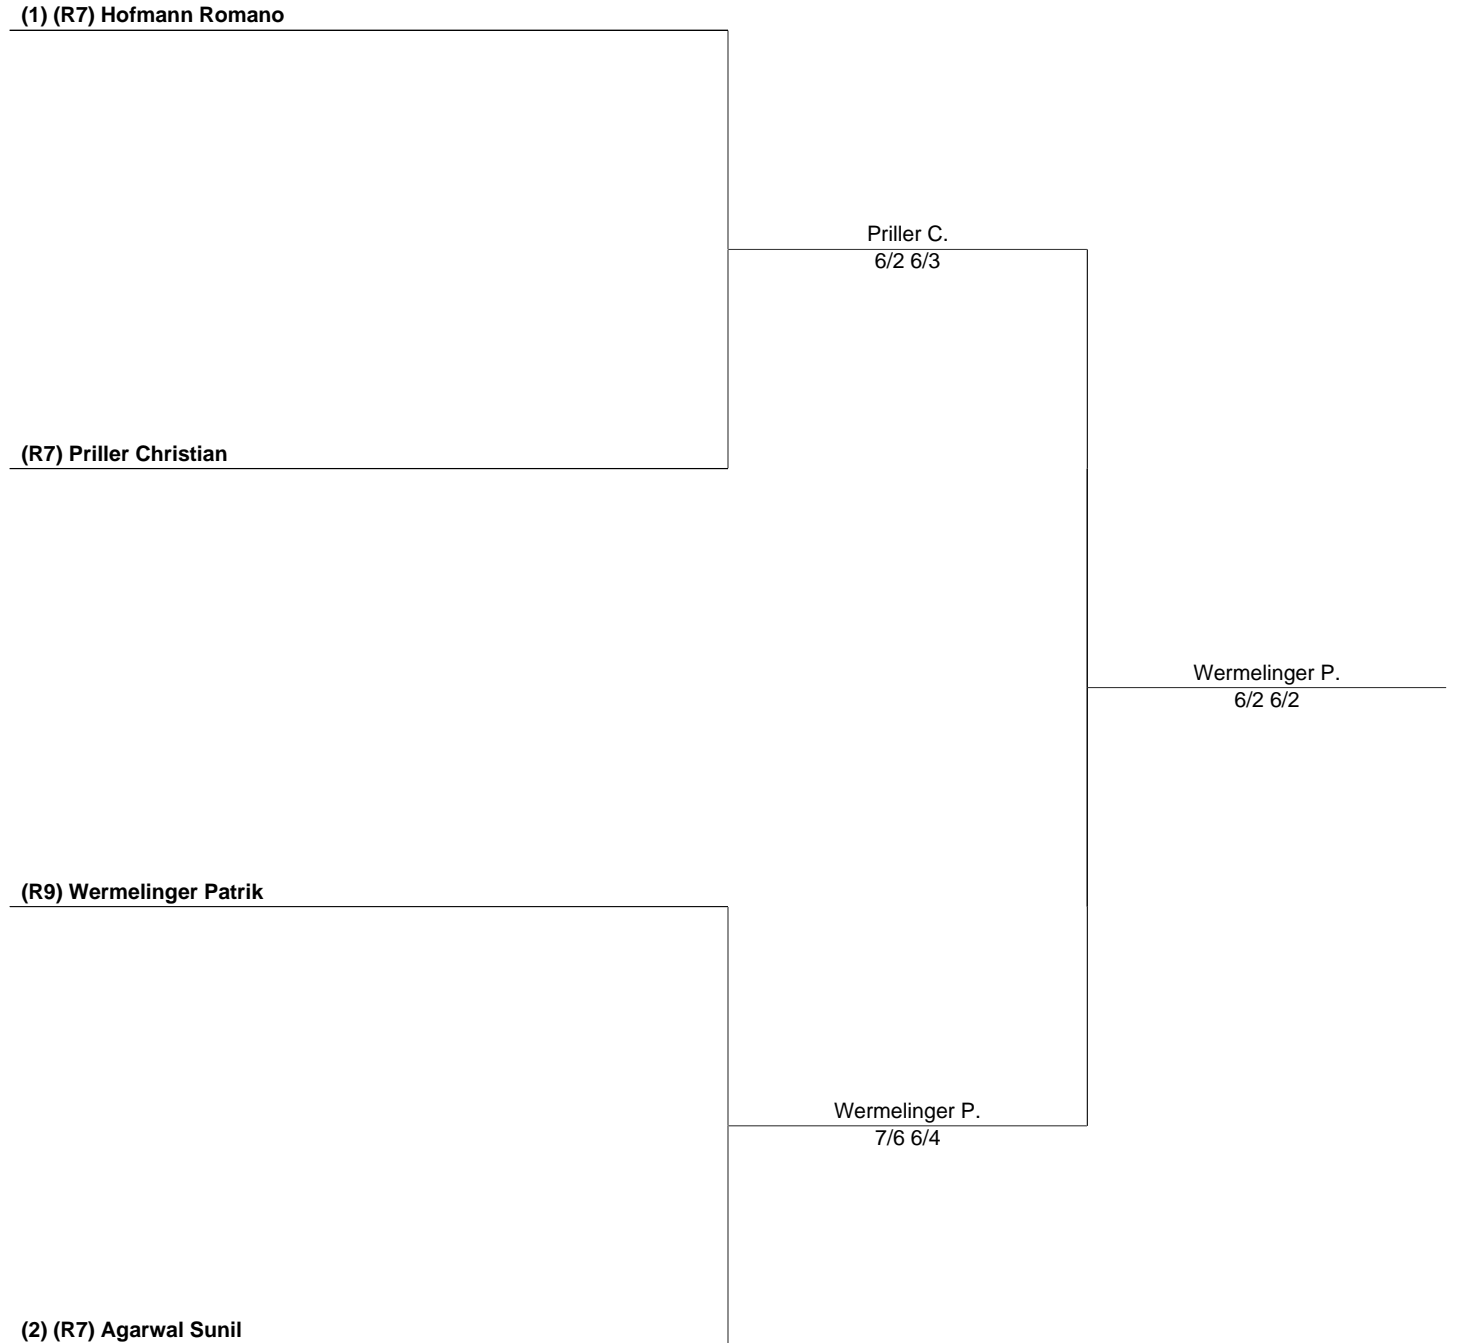 (1) (R7) Hofmann Romano
Priller C.
6/2 6/3
(R7) Priller Christian
Wermelinger P.
6/2 6/2
(R9) Wermelinger Patrik
Wermelinger P.
7/6 6/4
(2) (R7) Agarwal Sunil